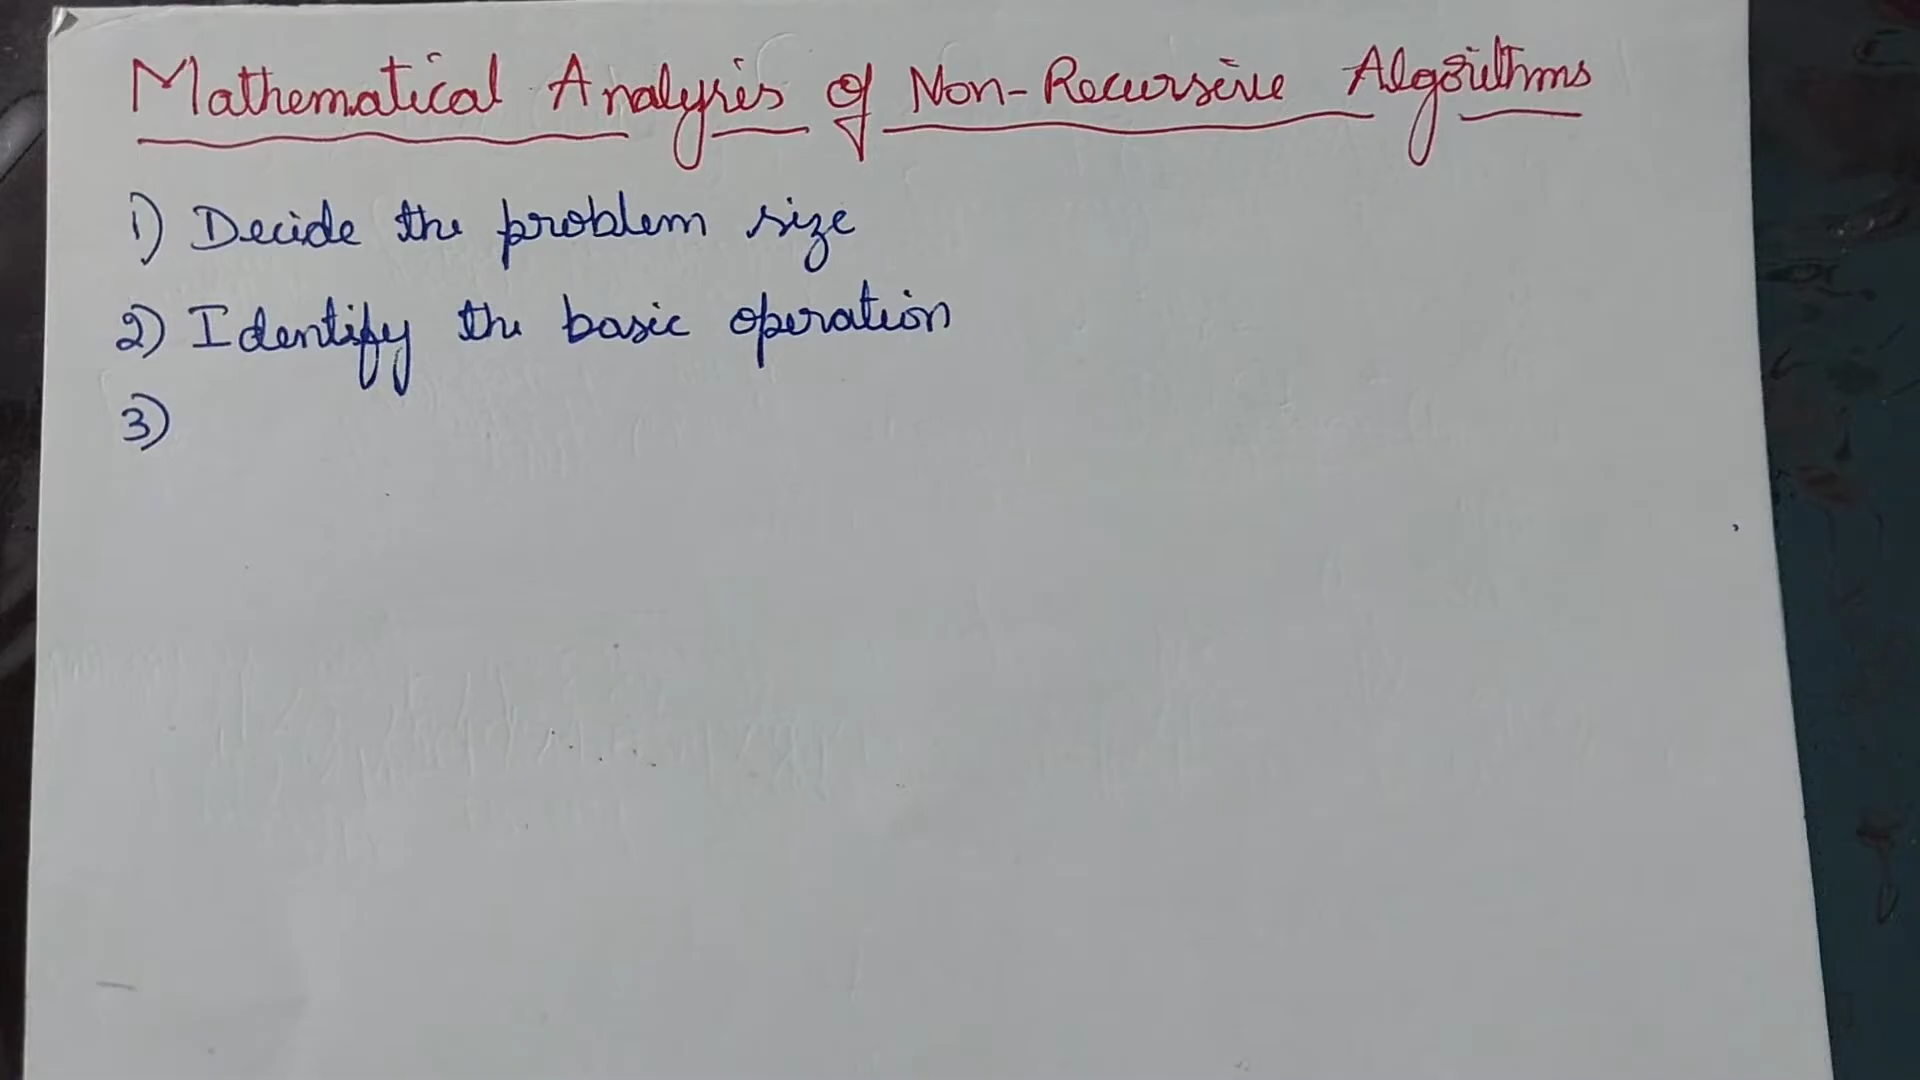 Mathematical Analysis of Non-Recursive Algorithms
1) Decide the problem size
2) Identify the basic operation
3)